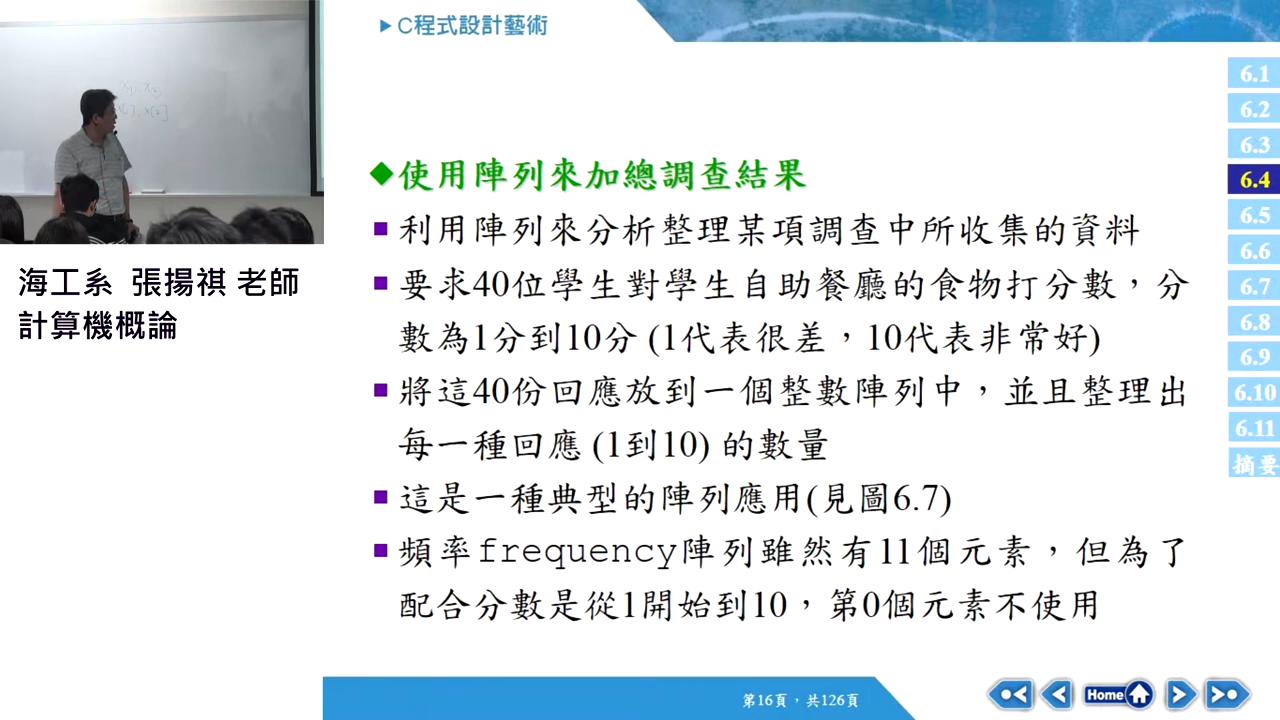 C程式設計藝術
海工系 張揚祺 老師
計算機概論
使用陣列來加總調查結果
利用陣列來分析整理某項調查中所收集的資料
要求40位學生對學生自助餐廳的食物打分數，分
數為1分到10分 (1代表很差，10代表非常好)
將這40份回應放到一個整數陣列中，並且整理出
每一種回應 (1到10) 的數量
這是一種典型的陣列應用(見圖6.7)
頻率frequency陣列雖然有11個元素，但為了
配合分數是從1開始到10，第0個元素不使用
6.1
6.2
6.3
6.4
6.5
6.6
6.7
6.8
6.9
6.10
6.11
摘要
第16頁，共126頁
Home